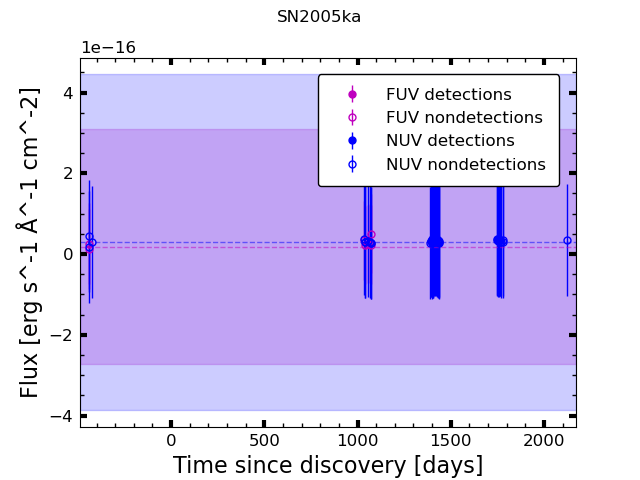 SN2005ka
1e−16
FUV detections
FUV nondetections
NUV detections
NUV nondetections
4
2
0
−2
−4
Flux [erg s^-1 Å^-1 cm^-2]
0
500
1000
1500
2000
Time since discovery [days]